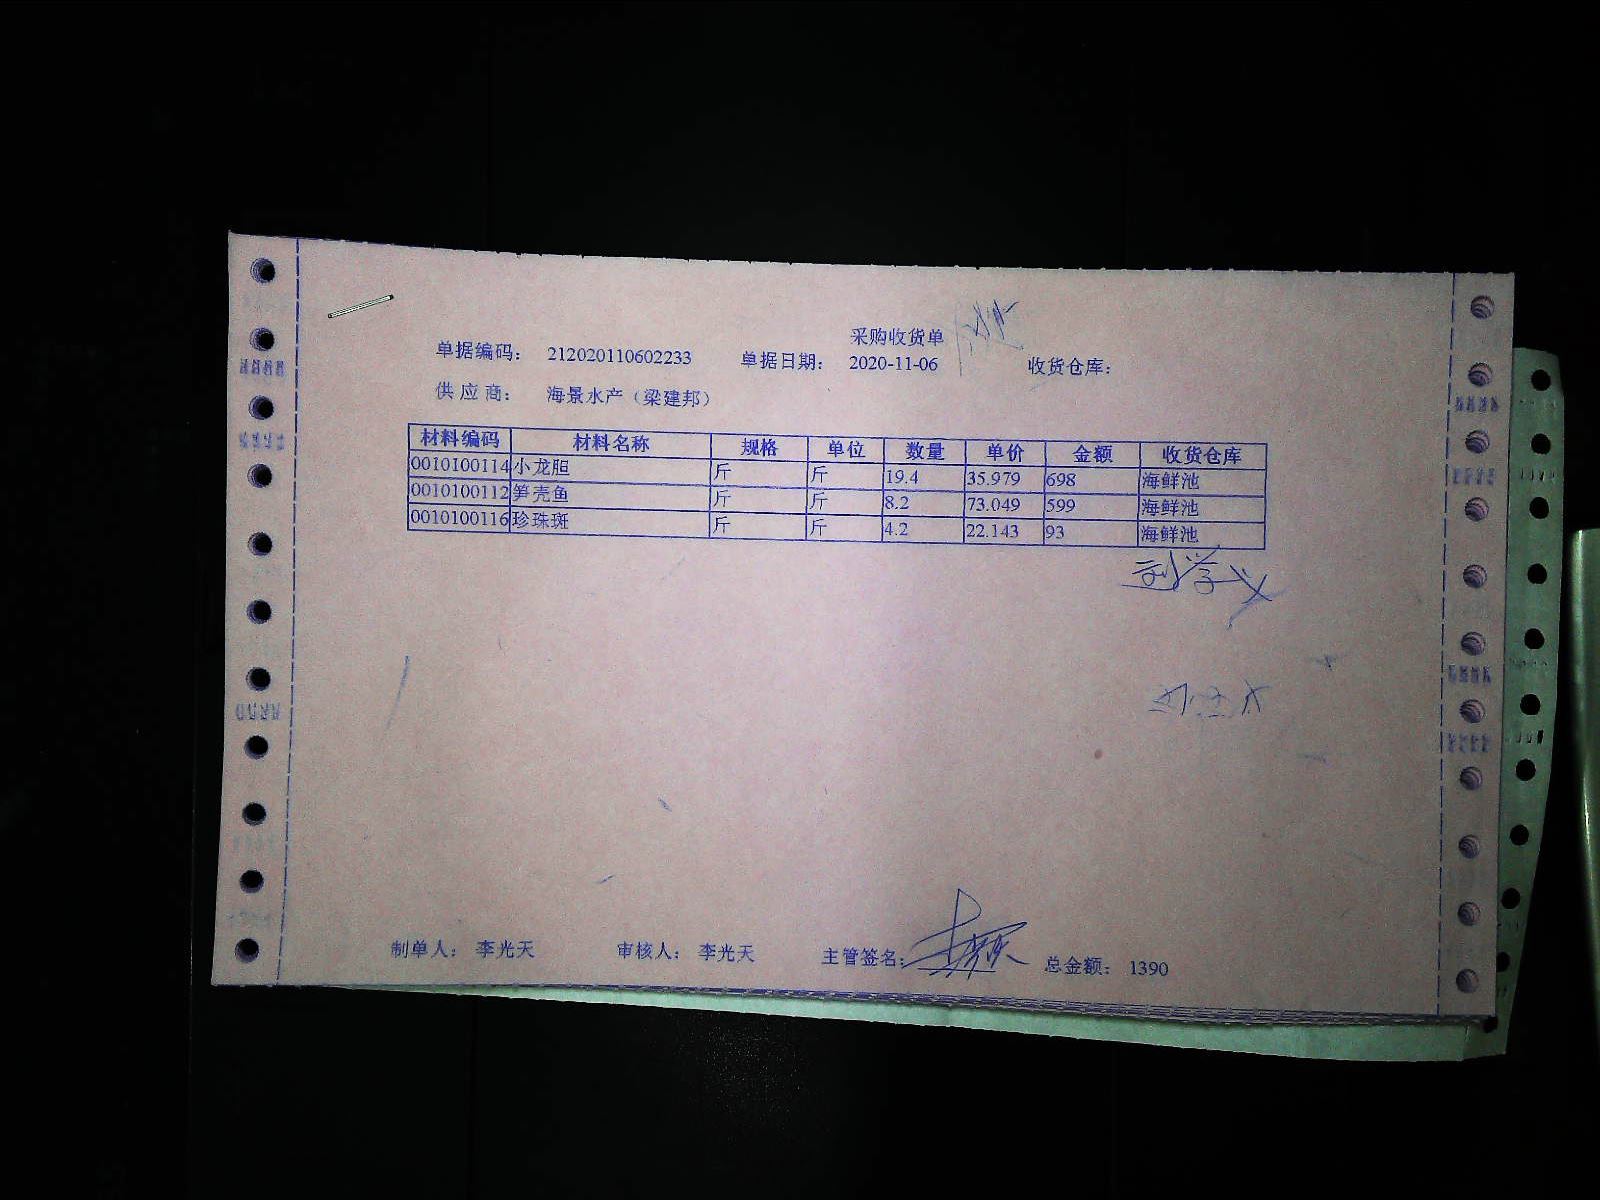 采购收货单
单据编码： 212020110602233 单据日期： 2020-11-06 收货仓库：
供 应 商： 海景水产（梁建邦）
材料编码 材料名称 规格 单位 数量 单价 金额 收货仓库
0010100114 小龙胆 斤 斤 19.4 35.979 698 海鲜池
0010100112 笋壳鱼 斤 斤 8.2 73.049 599 海鲜池
0010100116 珍珠斑 斤 斤 4.2 22.143 93 海鲜池
刘学义
制单人： 李光天 审核人： 李光天 主管签名： 总金额： 1390